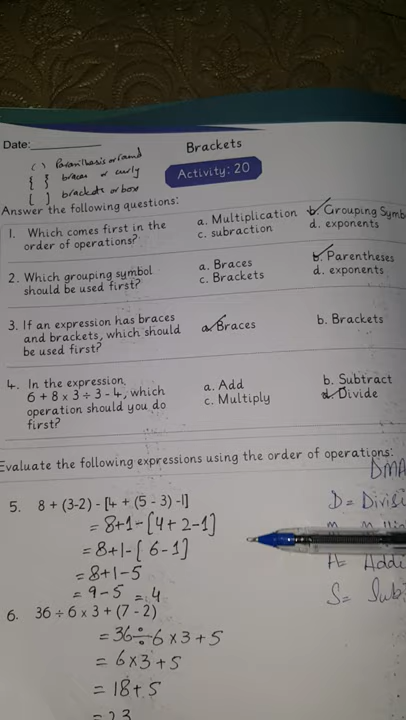 Date:
Brackets
( ) Paranthasis or round
{ } braces or curly
[ ] brackets or box
Activity: 20
Answer the following questions:
1. Which comes first in the order of operations?
a. Multiplication
b. Grouping Symb
c. subraction
d. exponents
2. Which grouping symbol should be used first?
a. Braces
b. Parentheses
c. Brackets
d. exponents
3. If an expression has braces and brackets, which should be used first?
a. Braces
b. Brackets
4. In the expression, 6 + 8 x 3 ÷ 3 - 4, which operation should you do first?
a. Add
b. Subtract
c. Multiply
d. Divide
Evaluate the following expressions using the order of operations:
DMA
5. 8 + (3-2) - [4 + (5 - 3) -1]
D = Divisi
= 8+1-[4+2-1]
= 8+1-[6-1]
A = Addi
= 8+1-5
S = Sub
= 9-5 = 4
6. 36 ÷ 6 x 3 + (7 - 2)
= 36÷6×3+5
= 6×3+5
= 18+5
= 23